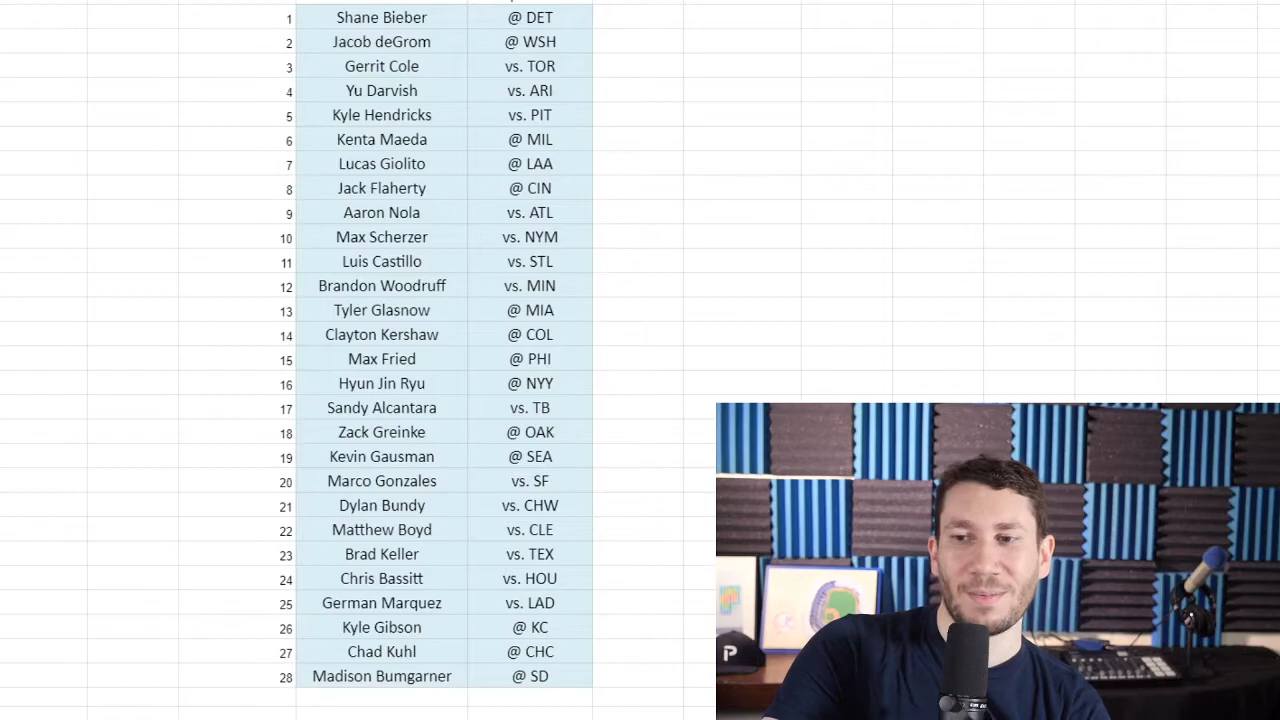 1 Shane Bieber @ DET
2 Jacob deGrom @ WSH
3 Gerrit Cole vs. TOR
4 Yu Darvish vs. ARI
5 Kyle Hendricks vs. PIT
6 Kenta Maeda @ MIL
7 Lucas Giolito @ LAA
8 Jack Flaherty @ CIN
9 Aaron Nola vs. ATL
10 Max Scherzer vs. NYM
11 Luis Castillo vs. STL
12 Brandon Woodruff vs. MIN
13 Tyler Glasnow @ MIA
14 Clayton Kershaw @ COL
15 Max Fried @ PHI
16 Hyun Jin Ryu @ NYY
17 Sandy Alcantara vs. TB
18 Zack Greinke @ OAK
19 Kevin Gausman @ SEA
20 Marco Gonzales vs. SF
21 Dylan Bundy vs. CHW
22 Matthew Boyd vs. CLE
23 Brad Keller vs. TEX
24 Chris Bassitt vs. HOU
25 German Marquez vs. LAD
26 Kyle Gibson @ KC
27 Chad Kuhl @ CHC
28 Madison Bumgarner @ SD
P